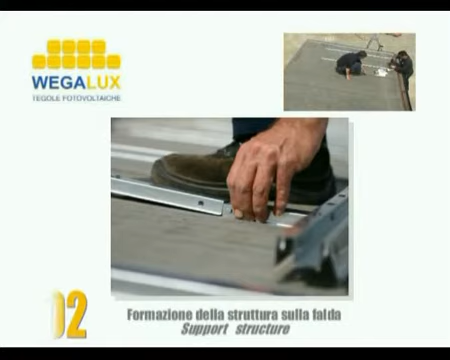 WEGALUX
TEGOLE FOTOVOLTAICHE
02
Formazione della struttura sulla falda
Support structure